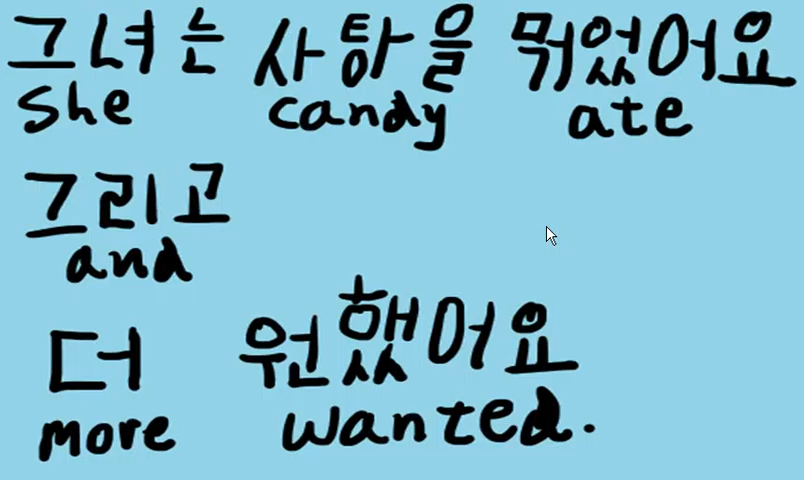 그녀는 사탕을 먹었어요
she candy ate
그리고
and
더 원했어요
more wanted.